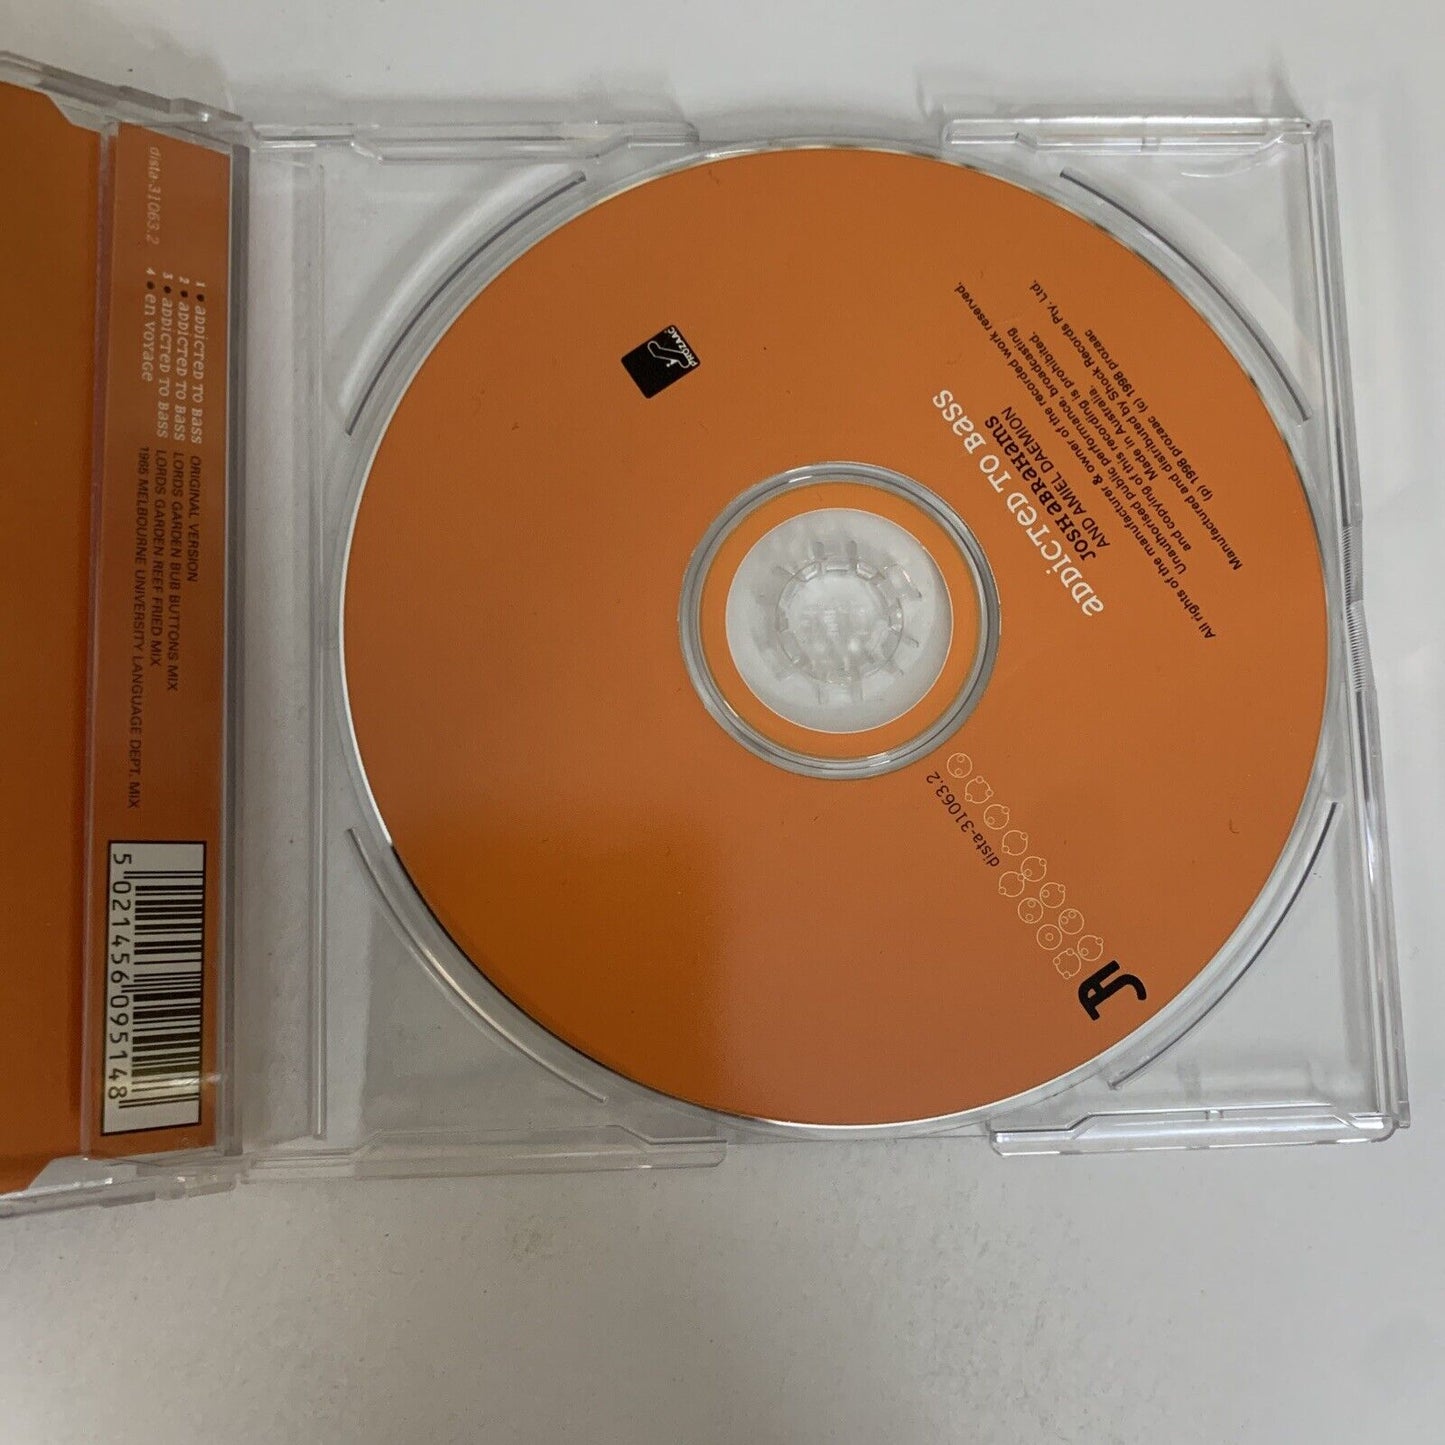 dista-31063.2
1 • aDDiCTeD TO Bass ORIGINAL VERSION
2 • aDDiCTeD TO Bass LORDS GARDEN BUB BUTTONS MIX
3 • aDDiCTeD TO Bass LORDS GARDEN REEF FRIED MIX
4 • en voyage 1965 MELBOURNE UNIVERSITY LANGUAGE DEPT. MIX
5 021456 095148
PROZAAC
aDDiCTeD TO Bass
JOSH aBRaHams
AND AMIEL DAEMION
All rights of the manufacturer & owner of the recorded work reserved.
Unauthorised public performance, broadcasting
and copying of this recording is prohibited.
Made in Australia.
Manufactured and distributed by Shock Records Pty. Ltd.
(p) 1998 prozaac (c) 1998 prozaac
dista-31063.2
JA